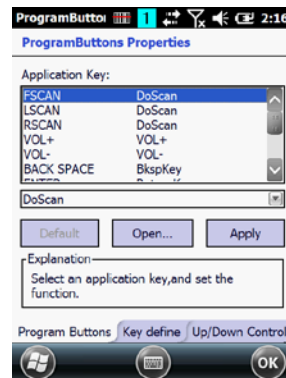 ProgramButtor 1 2:16
ProgramButtons Properties
Application Key:
FSCAN DoScan
LSCAN DoScan
RSCAN DoScan
VOL+ VOL+
VOL- VOL-
BACK SPACE BkspKey
DoScan
Default Open... Apply
Explanation
Select an application key,and set the
function.
Program Buttons Key define Up/Down Control
OK